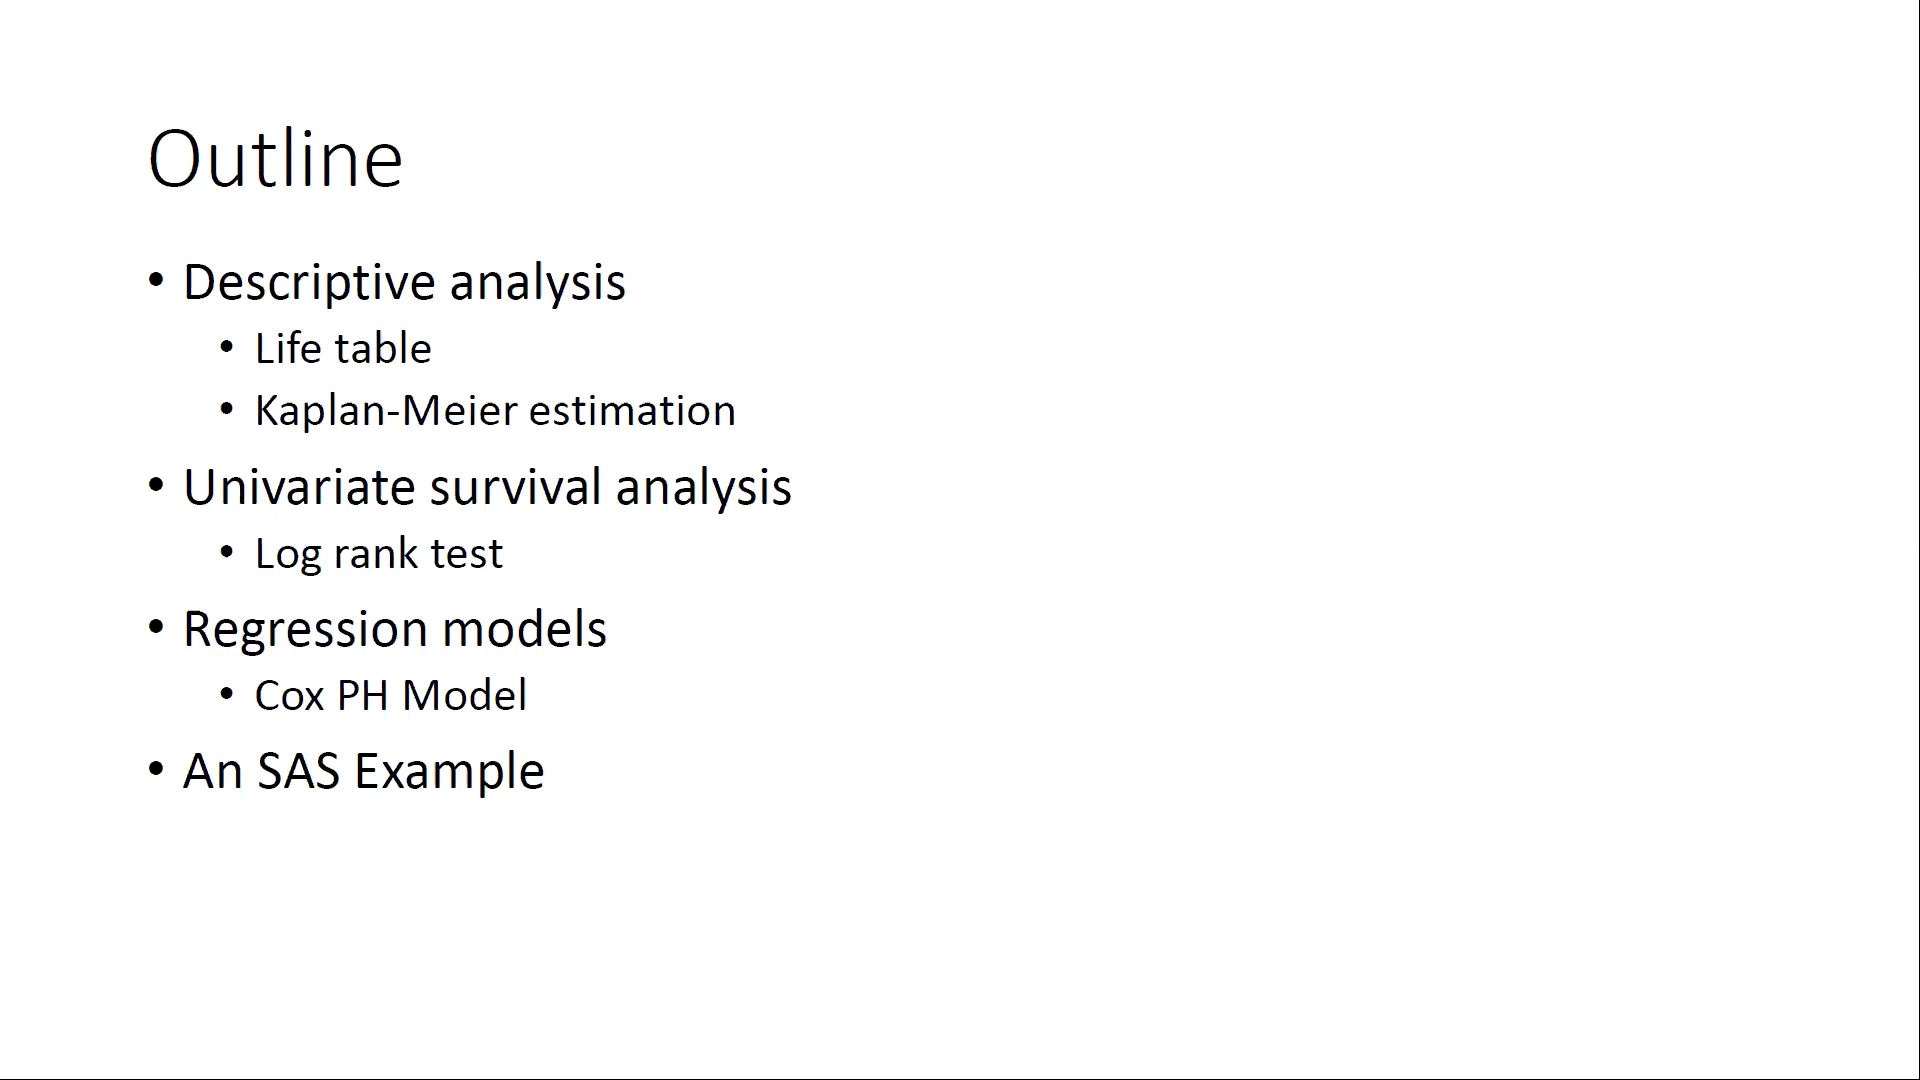 Outline
• Descriptive analysis
• Life table
• Kaplan-Meier estimation
• Univariate survival analysis
• Log rank test
• Regression models
• Cox PH Model
• An SAS Example